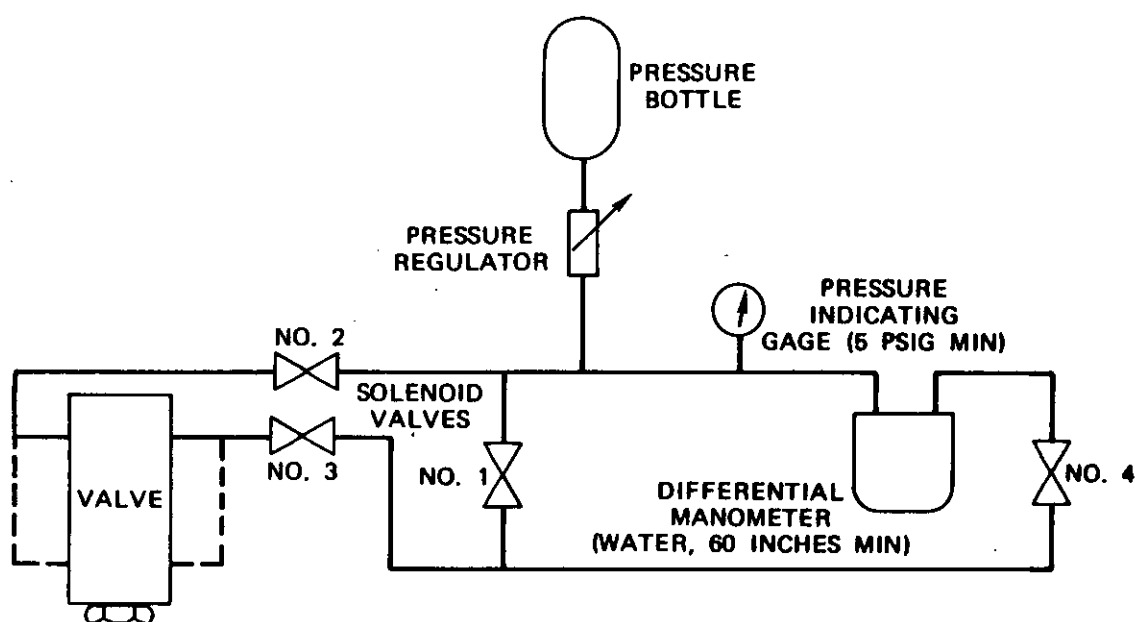 PRESSURE
BOTTLE
PRESSURE
REGULATOR
PRESSURE
INDICATING
GAGE (5 PSIG MIN)
NO. 2
SOLENOID
VALVES
NO. 3
NO. 1
NO. 4
VALVE
DIFFERENTIAL
MANOMETER
(WATER, 60 INCHES MIN)